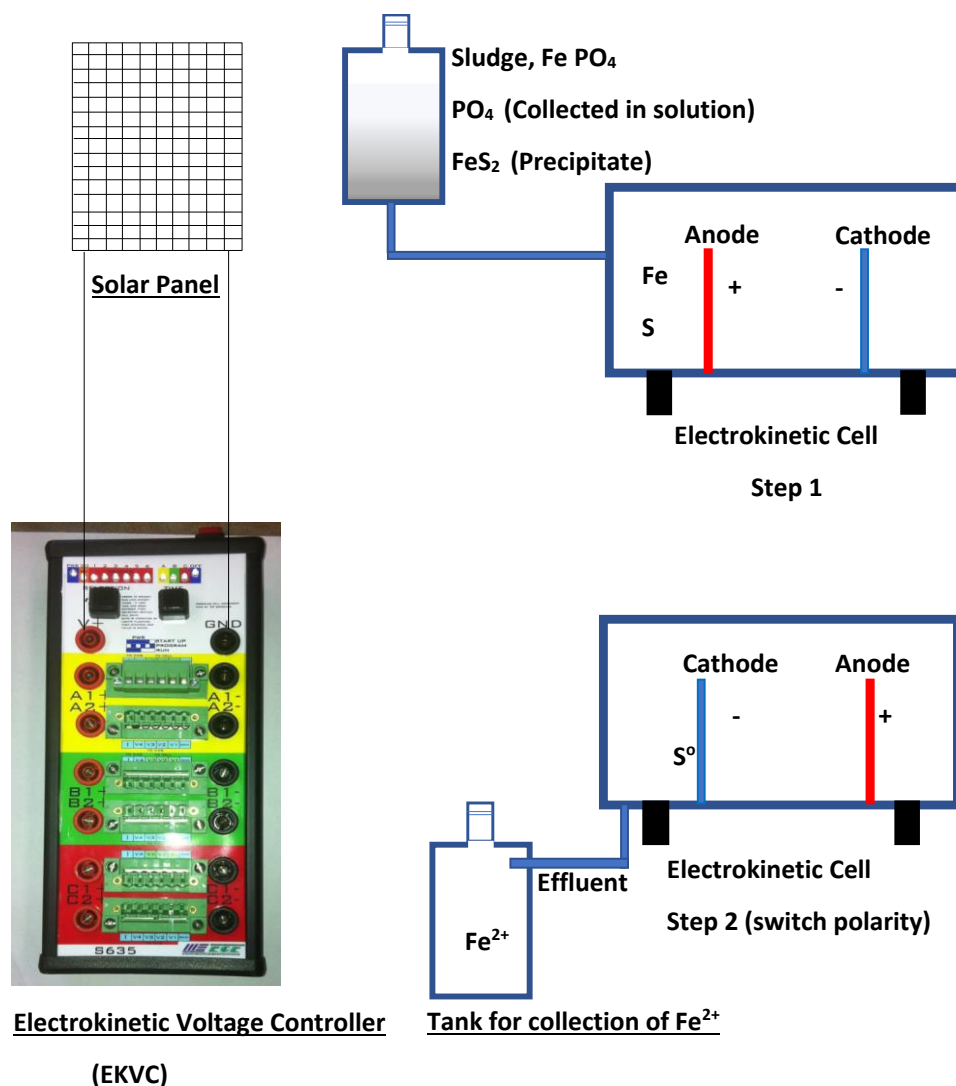 Sludge, Fe PO₄
PO₄ (Collected in solution)
FeS₂ (Precipitate)
Solar Panel
Anode
Cathode
Fe
+
-
S
Electrokinetic Cell
Step 1
V+
GND
PWR
START UP
PROGRAM
RUN
A1+
A1-
A2+
A2-
B1+
B1-
B2+
B2-
C1+
C1-
C2+
C2-
S635
Cathode
Anode
-
+
S⁰
Effluent
Electrokinetic Cell
Step 2 (switch polarity)
Fe²⁺
Electrokinetic Voltage Controller
(EKVC)
Tank for collection of Fe²⁺